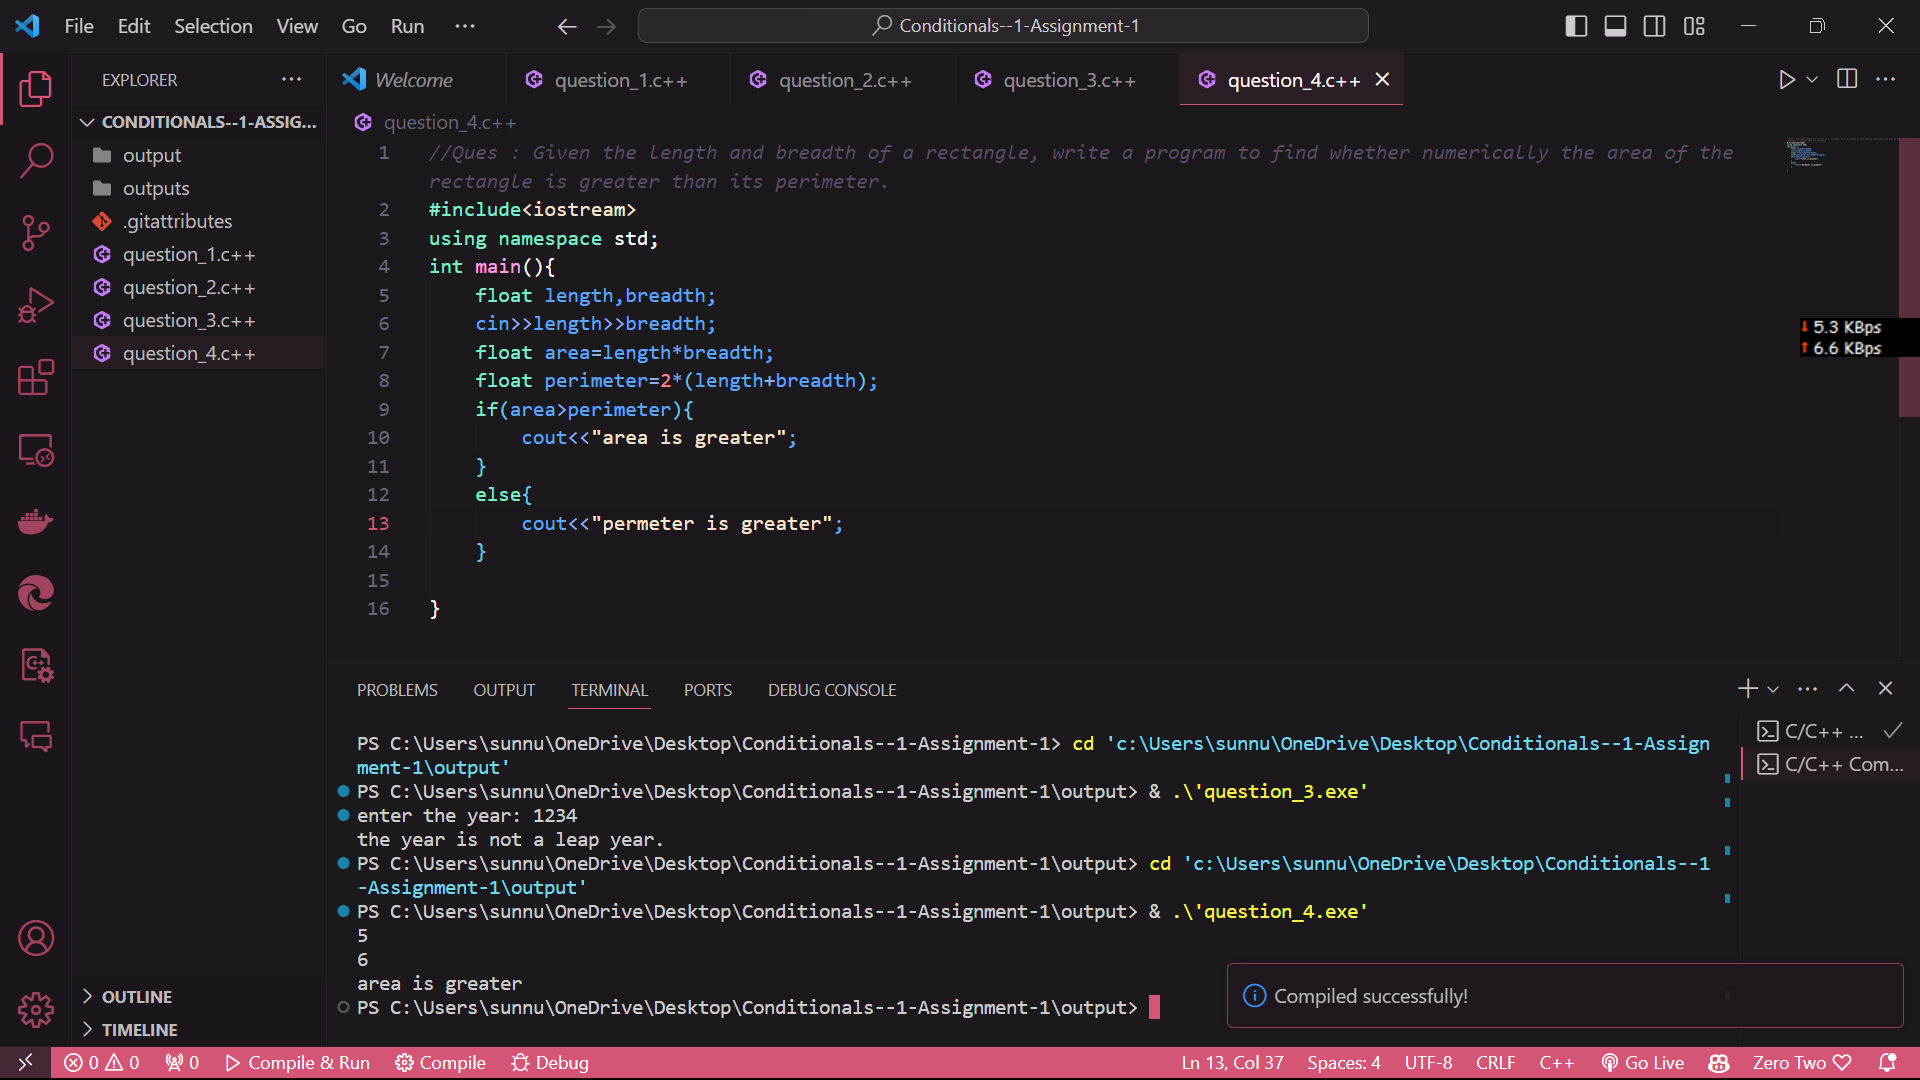 File Edit Selection View Go Run ···
Conditionals--1-Assignment-1
EXPLORER ···
Welcome question_1.c++ question_2.c++ question_3.c++ question_4.c++
CONDITIONALS--1-ASSIG...
output
outputs
.gitattributes
question_1.c++
question_2.c++
question_3.c++
question_4.c++
question_4.c++
1 //Ques : Given the length and breadth of a rectangle, write a program to find whether numerically the area of the
rectangle is greater than its perimeter.
2 #include<iostream>
3 using namespace std;
4 int main(){
5 float length,breadth;
6 cin>>length>>breadth;
7 float area=length*breadth;
8 float perimeter=2*(length+breadth);
9 if(area>perimeter){
10 cout<<"area is greater";
11 }
12 else{
13 cout<<"permeter is greater";
14 }
15
16 }
5.3 KBps
6.6 KBps
PROBLEMS OUTPUT TERMINAL PORTS DEBUG CONSOLE
PS C:\Users\sunnu\OneDrive\Desktop\Conditionals--1-Assignment-1> cd 'c:\Users\sunnu\OneDrive\Desktop\Conditionals--1-Assign
ment-1\output'
PS C:\Users\sunnu\OneDrive\Desktop\Conditionals--1-Assignment-1\output> & .\'question_3.exe'
enter the year: 1234
the year is not a leap year.
PS C:\Users\sunnu\OneDrive\Desktop\Conditionals--1-Assignment-1\output> cd 'c:\Users\sunnu\OneDrive\Desktop\Conditionals--1
-Assignment-1\output'
PS C:\Users\sunnu\OneDrive\Desktop\Conditionals--1-Assignment-1\output> & .\'question_4.exe'
5
6
area is greater
PS C:\Users\sunnu\OneDrive\Desktop\Conditionals--1-Assignment-1\output>
C/C++ ...
C/C++ Com...
Compiled successfully!
OUTLINE
TIMELINE
0 0 0 Compile & Run Compile Debug Ln 13, Col 37 Spaces: 4 UTF-8 CRLF C++ Go Live Zero Two